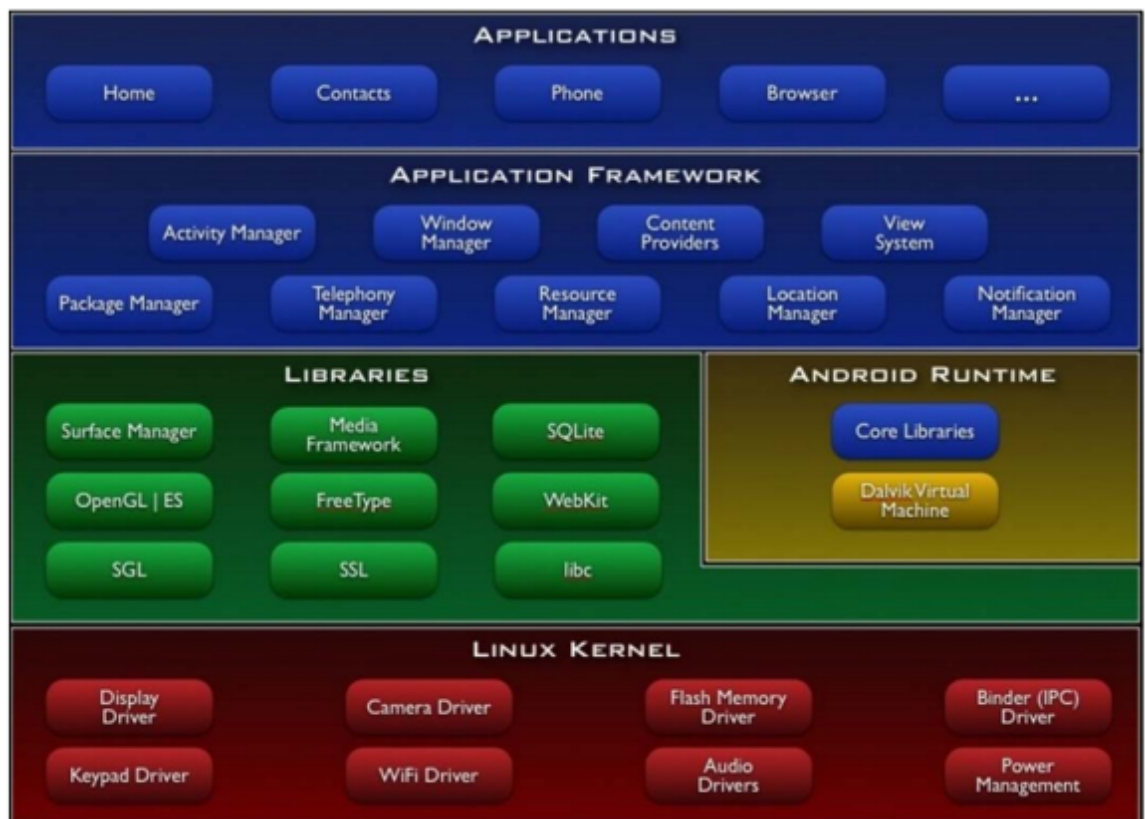 APPLICATIONS
Home
Contacts
Phone
Browser
...
APPLICATION FRAMEWORK
Activity Manager
Window
Manager
Content
Providers
View
System
Package Manager
Telephony
Manager
Resource
Manager
Location
Manager
Notification
Manager
LIBRARIES
Surface Manager
Media
Framework
SQLite
OpenGL | ES
FreeType
WebKit
SGL
SSL
libc
ANDROID RUNTIME
Core Libraries
Dalvik Virtual
Machine
LINUX KERNEL
Display
Driver
Camera Driver
Flash Memory
Driver
Binder (IPC)
Driver
Keypad Driver
WiFi Driver
Audio
Drivers
Power
Management